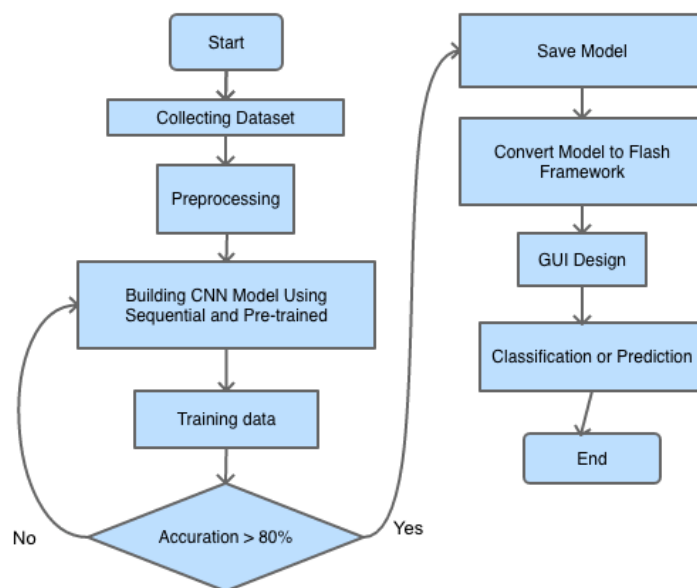 Start
Collecting Dataset
Preprocessing
Building CNN Model Using
Sequential and Pre-trained
Training data
Accuration > 80%
No
Yes
Save Model
Convert Model to Flash
Framework
GUI Design
Classification or Prediction
End